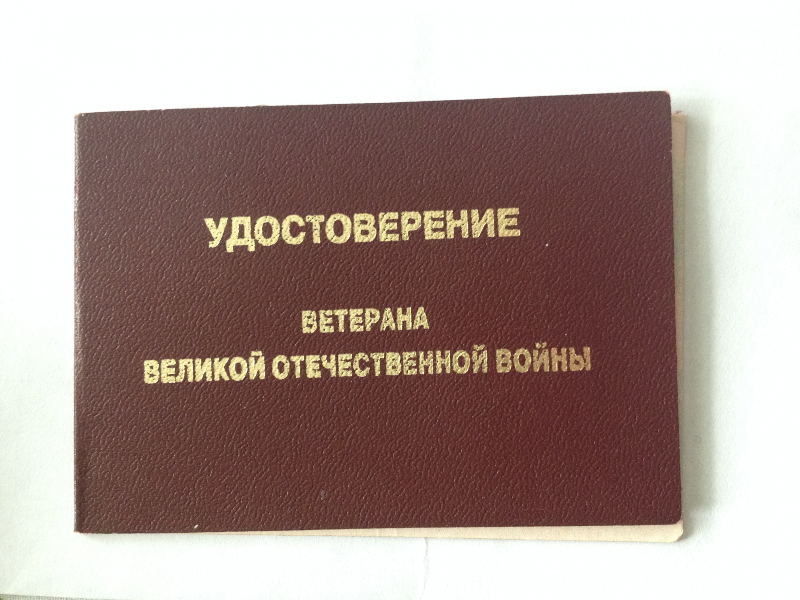 УДОСТОВЕРЕНИЕ
ВЕТЕРАНА
ВЕЛИКОЙ ОТЕЧЕСТВЕННОЙ ВОЙНЫ